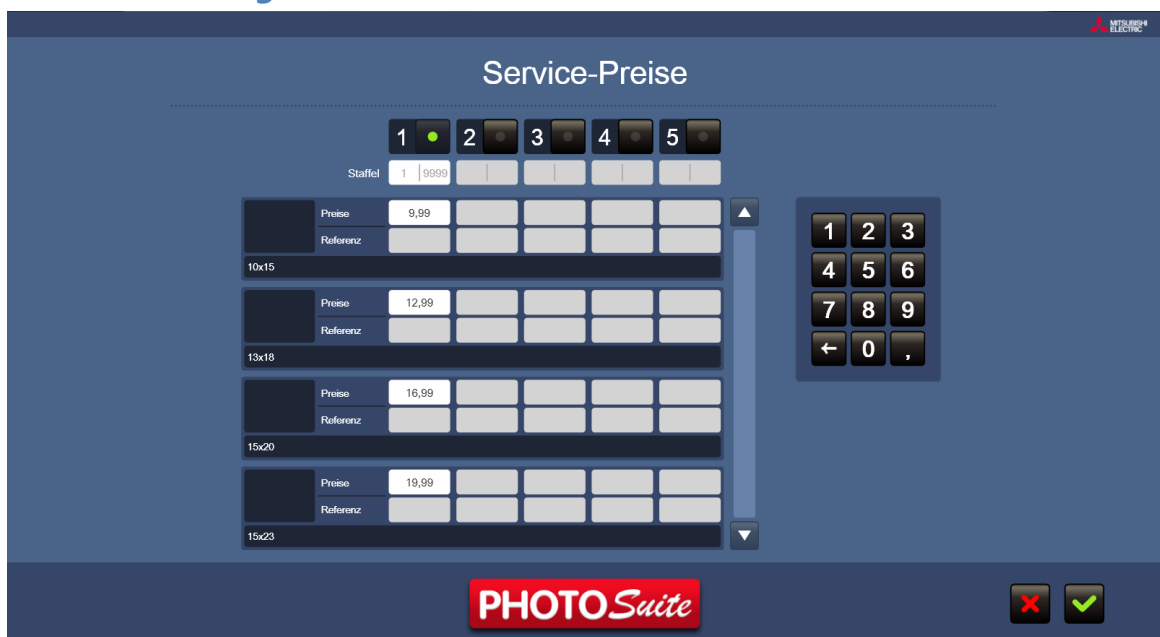 MITSUBISHI
ELECTRIC
Service-Preise
1 2 3 4 5
Staffel 1 9999
Preise 9,99
Referenz
10x15
Preise 12,99
Referenz
13x18
Preise 16,99
Referenz
15x20
Preise 19,99
Referenz
15x23
1 2 3
4 5 6
7 8 9
← 0 ,
PHOTOSuite